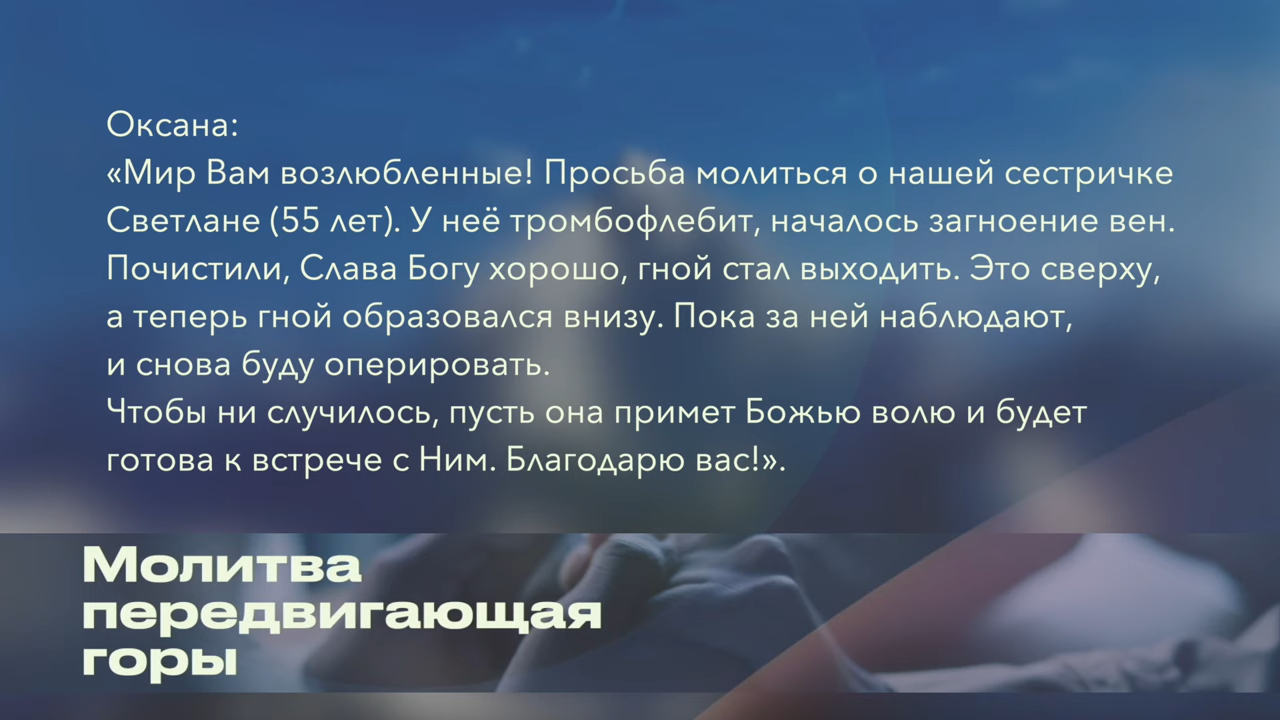 Оксана:
«Мир Вам возлюбленные! Просьба молиться о нашей сестричке
Светлане (55 лет). У неё тромбофлебит, началось загноение вен.
Почистили, Слава Богу хорошо, гной стал выходить. Это сверху,
а теперь гной образовался внизу. Пока за ней наблюдают,
и снова буду оперировать.
Чтобы ни случилось, пусть она примет Божью волю и будет
готова к встрече с Ним. Благодарю вас!».
Молитва
передвигающая
горы